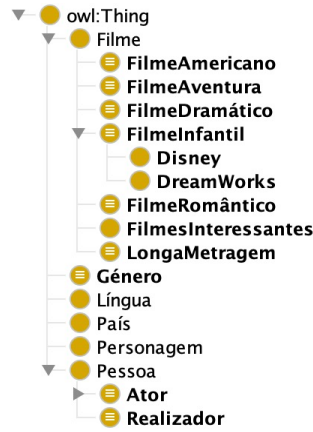 owl:Thing
Filme
FilmeAmericano
FilmeAventura
FilmeDramático
FilmeInfantil
Disney
DreamWorks
FilmeRomântico
FilmesInteressantes
LongaMetragem
Género
Língua
País
Personagem
Pessoa
Ator
Realizador